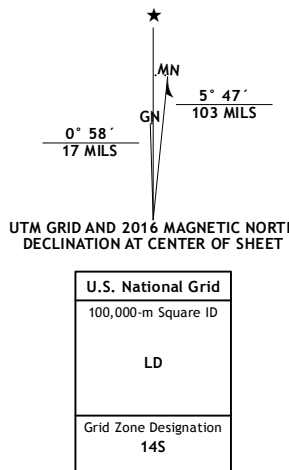 ★
MN
GN
5° 47´
103 MILS
0° 58´
17 MILS
UTM GRID AND 2016 MAGNETIC NORTH
DECLINATION AT CENTER OF SHEET
U.S. National Grid
100,000-m Square ID
LD
Grid Zone Designation
14S